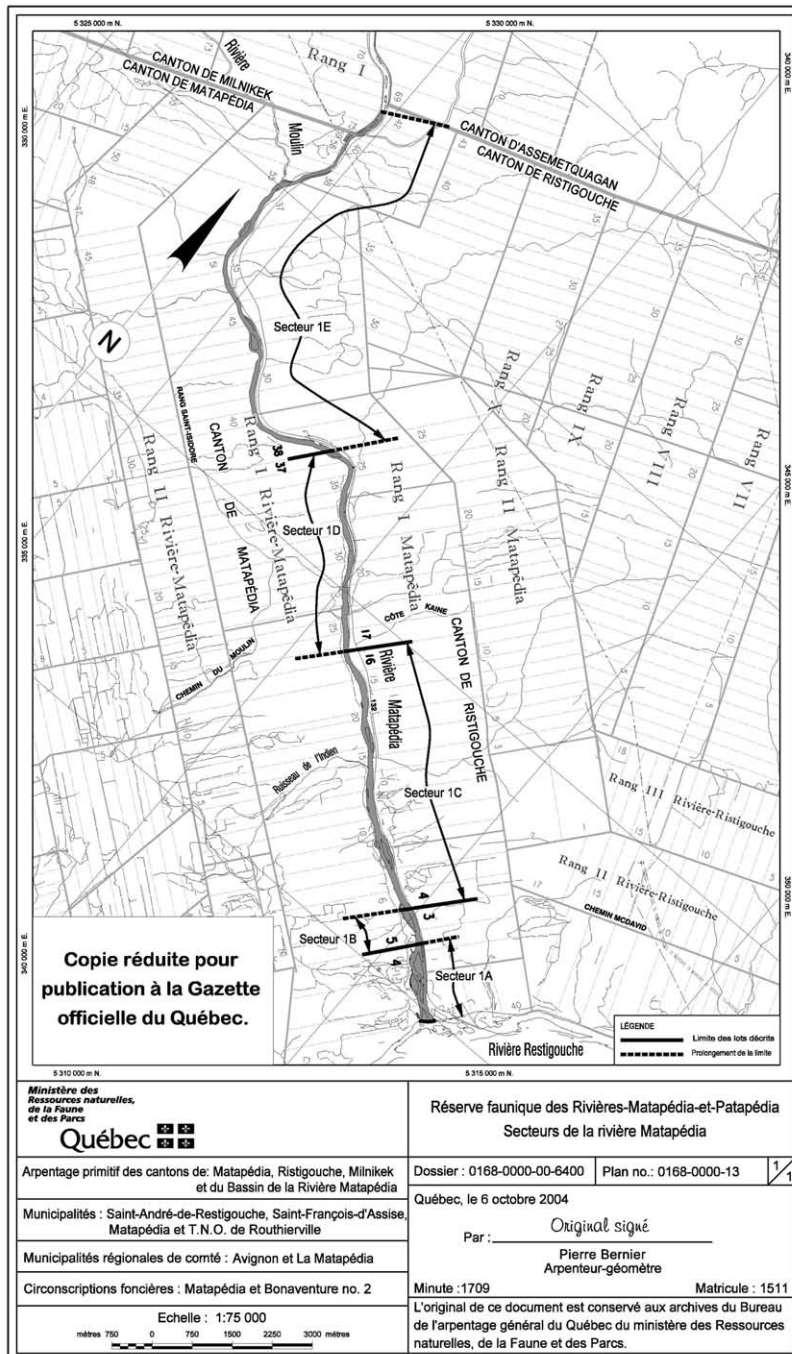 5 325 000 m N.
5 330 000 m N.
340 000 m E.
330 000 m E.
Rivière
Rang I
CANTON DE MILNIKEK
CANTON DE MATAPÉDIA
Moulin
CANTON D'ASSEMETQUAGAN
CANTON DE RISTIGOUCHE
N
Secteur 1E
RANG SAINT-ISIDORE
CANTON DE MATAPÉDIA
Rang II Rivière-Matapédia
Rang I Rivière-Matapédia
38
37
Secteur 1D
Rang I Matapédia
Rang II Matapédia
Rang X
Rang IX
Rang VIII
Rang VII
345 000 m E.
335 000 m E.
CÔTE KAINE
CANTON DE RISTIGOUCHE
17
16
Rivière Matapédia
132
CHEMIN DU MOULIN
Ruisseau de l'Indien
Secteur 1C
Rang III Rivière-Ristigouche
Rang II Rivière-Ristigouche
CHEMIN MCDAVID
350 000 m E.
340 000 m E.
4
3
Secteur 1B
5
4
Secteur 1A
Copie réduite pour
publication à la Gazette
officielle du Québec.
Rivière Restigouche
LÉGENDE
Limite des lots décrits
Prolongement de la limite
5 310 000 m N.
5 315 000 m N.
Ministère des
Ressources naturelles,
de la Faune
et des Parcs
Québec
Réserve faunique des Rivières-Matapédia-et-Patapédia
Secteurs de la rivière Matapédia
Arpentage primitif des cantons de: Matapédia, Ristigouche, Milnikek
et du Bassin de la Rivière Matapédia
Dossier : 0168-0000-00-6400
Plan no.: 0168-0000-13
1/1
Municipalités : Saint-André-de-Restigouche, Saint-François-d'Assise,
Matapédia et T.N.O. de Routhierville
Québec, le 6 octobre 2004
Par : Original signé
Pierre Bernier
Arpenteur-géomètre
Municipalités régionales de comté : Avignon et La Matapédia
Circonscriptions foncières : Matapédia et Bonaventure no. 2
Minute :1709
Matricule : 1511
Echelle : 1:75 000
mètres 750 0 750 1500 2250 3000 mètres
L'original de ce document est conservé aux archives du Bureau
de l'arpentage général du Québec du ministère des Ressources
naturelles, de la Faune et des Parcs.